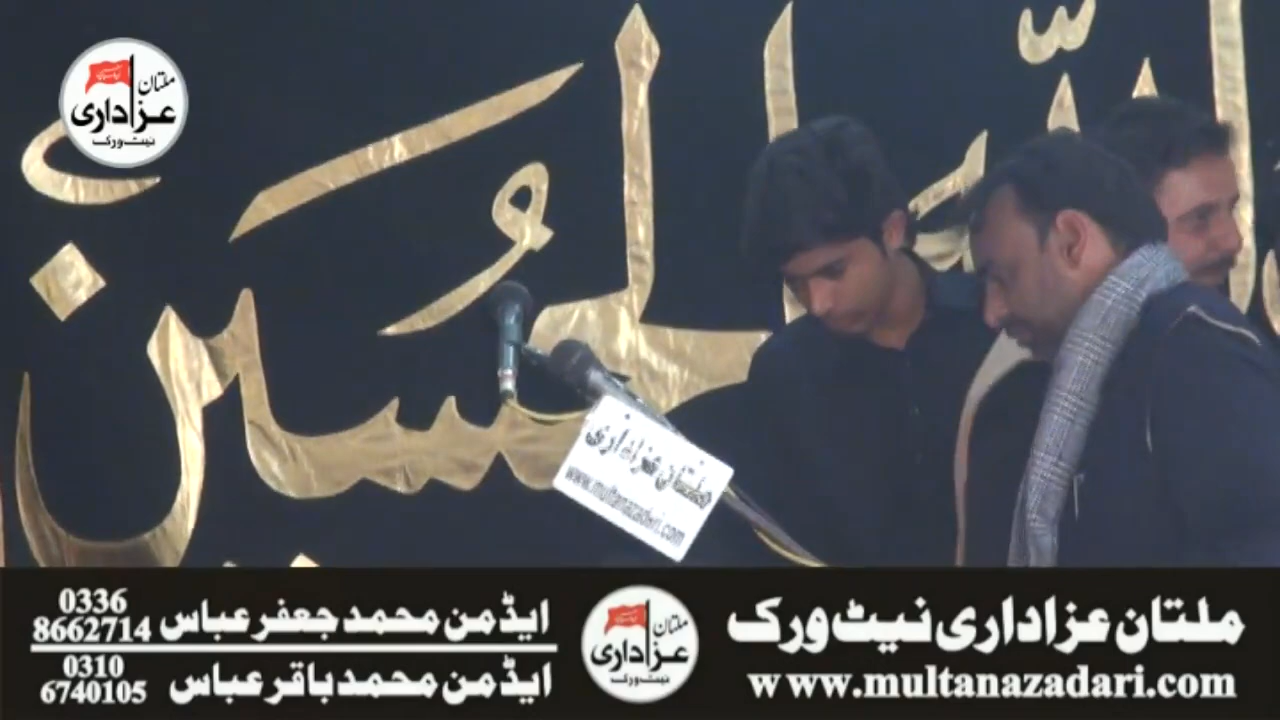 ملتان
عزاداری
نیٹ ورک
الحسین
ملتان عزاداری
www.multanazadari.com
ملتان عزاداری نیٹ ورک
www.multanazadari.com
ملتان
عزاداری
نیٹ ورک
ایڈمن محمد جعفر عباس 0336 8662714
ایڈمن محمد باقر عباس 0310 6740105